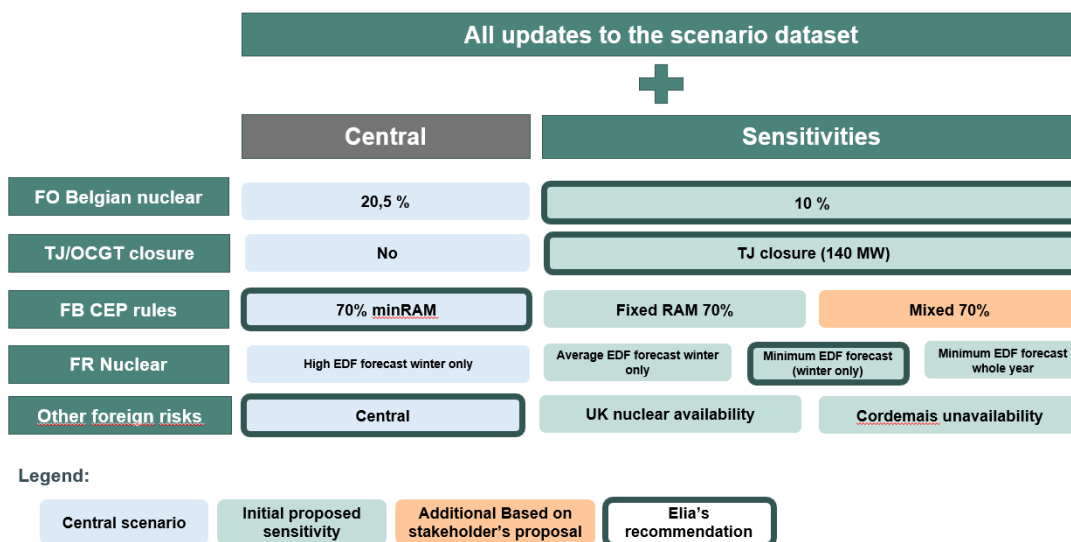 All updates to the scenario dataset
Central
Sensitivities
FO Belgian nuclear
20,5 %
10 %
TJ/OCGT closure
No
TJ closure (140 MW)
FB CEP rules
70% minRAM
Fixed RAM 70%
Mixed 70%
FR Nuclear
High EDF forecast winter only
Average EDF forecast winter
only
Minimum EDF forecast
(winter only)
Minimum EDF forecast
whole year
Other foreign risks
Central
UK nuclear availability
Cordemais unavailability
Legend:
Central scenario
Initial proposed
sensitivity
Additional Based on
stakeholder's proposal
Elia's
recommendation